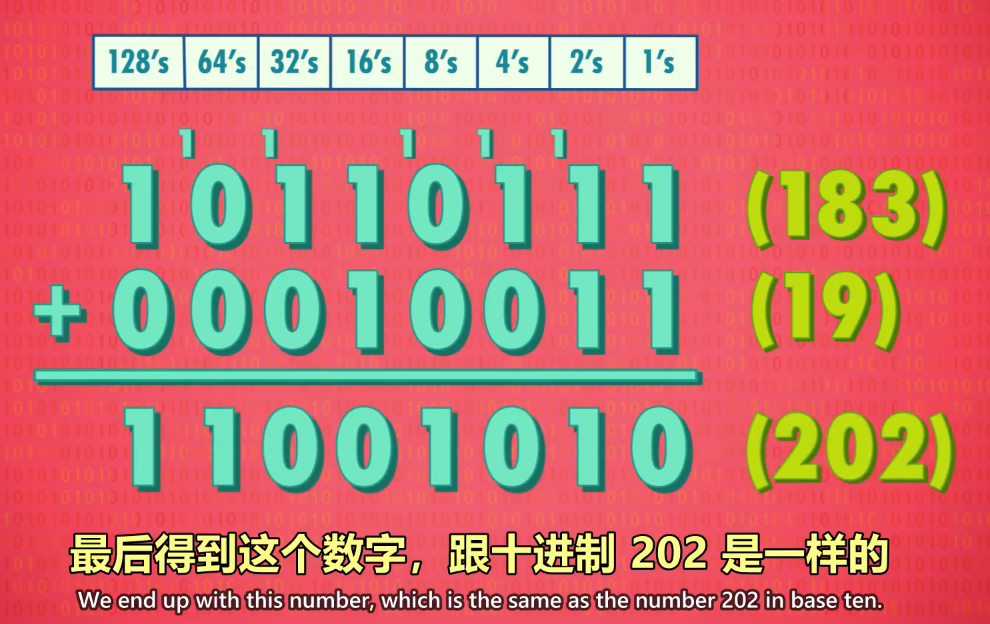 128's 64's 32's 16's 8's 4's 2's 1's
1 1 1 1 1
10110111 (183)
+ 00010011 (19)
11001010 (202)
最后得到这个数字，跟十进制 202 是一样的
We end up with this number, which is the same as the number 202 in base ten.